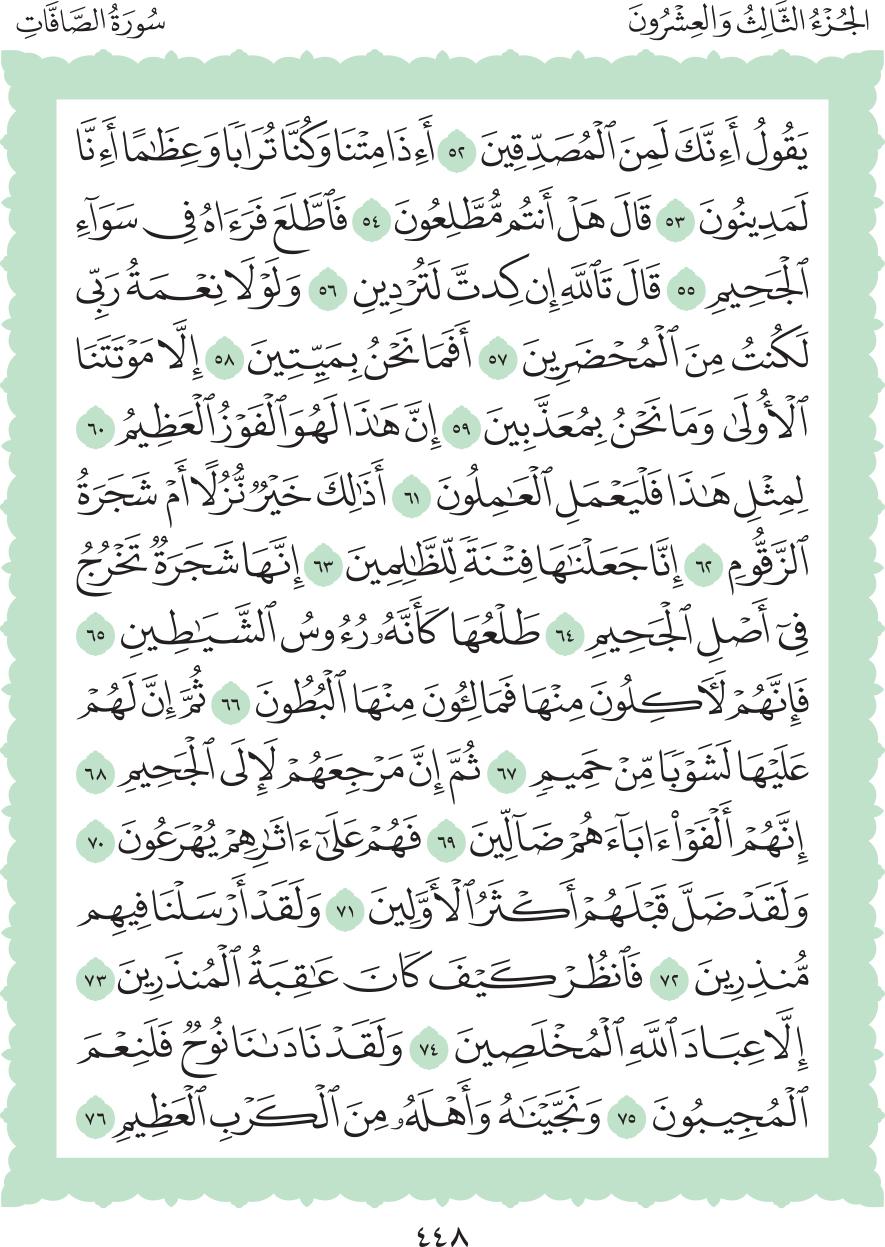 الجُزْءُ الثَّالِثُ وَالعِشْرُونَ
سُورَةُ الصَّافَّاتِ
يَقُولُ أَءِنَّكَ لَمِنَ ٱلْمُصَدِّقِينَ ٥٢ أَءِذَا مِتْنَا وَكُنَّا تُرَابًا وَعِظَٰمًا أَءِنَّا
لَمَدِينُونَ ٥٣ قَالَ هَلْ أَنتُم مُّطَّلِعُونَ ٥٤ فَٱطَّلَعَ فَرَءَاهُ فِى سَوَآءِ
ٱلْجَحِيمِ ٥٥ قَالَ تَٱللَّهِ إِن كِدتَّ لَتُرْدِينِ ٥٦ وَلَوْلَا نِعْمَةُ رَبِّى
لَكُنتُ مِنَ ٱلْمُحْضَرِينَ ٥٧ أَفَمَا نَحْنُ بِمَيِّتِينَ ٥٨ إِلَّا مَوْتَتَنَا
ٱلْأُولَىٰ وَمَا نَحْنُ بِمُعَذَّبِينَ ٥٩ إِنَّ هَٰذَا لَهُوَ ٱلْفَوْزُ ٱلْعَظِيمُ ٦٠
لِمِثْلِ هَٰذَا فَلْيَعْمَلِ ٱلْعَٰمِلُونَ ٦١ أَذَٰلِكَ خَيْرٌ نُّزُلًا أَمْ شَجَرَةُ
ٱلزَّقُّومِ ٦٢ إِنَّا جَعَلْنَٰهَا فِتْنَةً لِّلظَّٰلِمِينَ ٦٣ إِنَّهَا شَجَرَةٌ تَخْرُجُ
فِىٓ أَصْلِ ٱلْجَحِيمِ ٦٤ طَلْعُهَا كَأَنَّهُۥ رُءُوسُ ٱلشَّيَٰطِينِ ٦٥
فَإِنَّهُمْ لَءَاكِلُونَ مِنْهَا فَمَالِـُٔونَ مِنْهَا ٱلْبُطُونَ ٦٦ ثُمَّ إِنَّ لَهُمْ
عَلَيْهَا لَشَوْبًا مِّنْ حَمِيمٍ ٦٧ ثُمَّ إِنَّ مَرْجِعَهُمْ لَإِلَى ٱلْجَحِيمِ ٦٨
إِنَّهُمْ أَلْفَوْا۟ ءَابَآءَهُمْ ضَآلِّينَ ٦٩ فَهُمْ عَلَىٰٓ ءَاثَٰرِهِمْ يُهْرَعُونَ ٧٠
وَلَقَدْ ضَلَّ قَبْلَهُمْ أَكْثَرُ ٱلْأَوَّلِينَ ٧١ وَلَقَدْ أَرْسَلْنَا فِيهِم
مُّنذِرِينَ ٧٢ فَٱنظُرْ كَيْفَ كَانَ عَٰقِبَةُ ٱلْمُنذَرِينَ ٧٣
إِلَّا عِبَادَ ٱللَّهِ ٱلْمُخْلَصِينَ ٧٤ وَلَقَدْ نَادَىٰنَا نُوحٌ فَلَنِعْمَ
ٱلْمُجِيبُونَ ٧٥ وَنَجَّيْنَٰهُ وَأَهْلَهُۥ مِنَ ٱلْكَرْبِ ٱلْعَظِيمِ ٧٦
٤٤٨